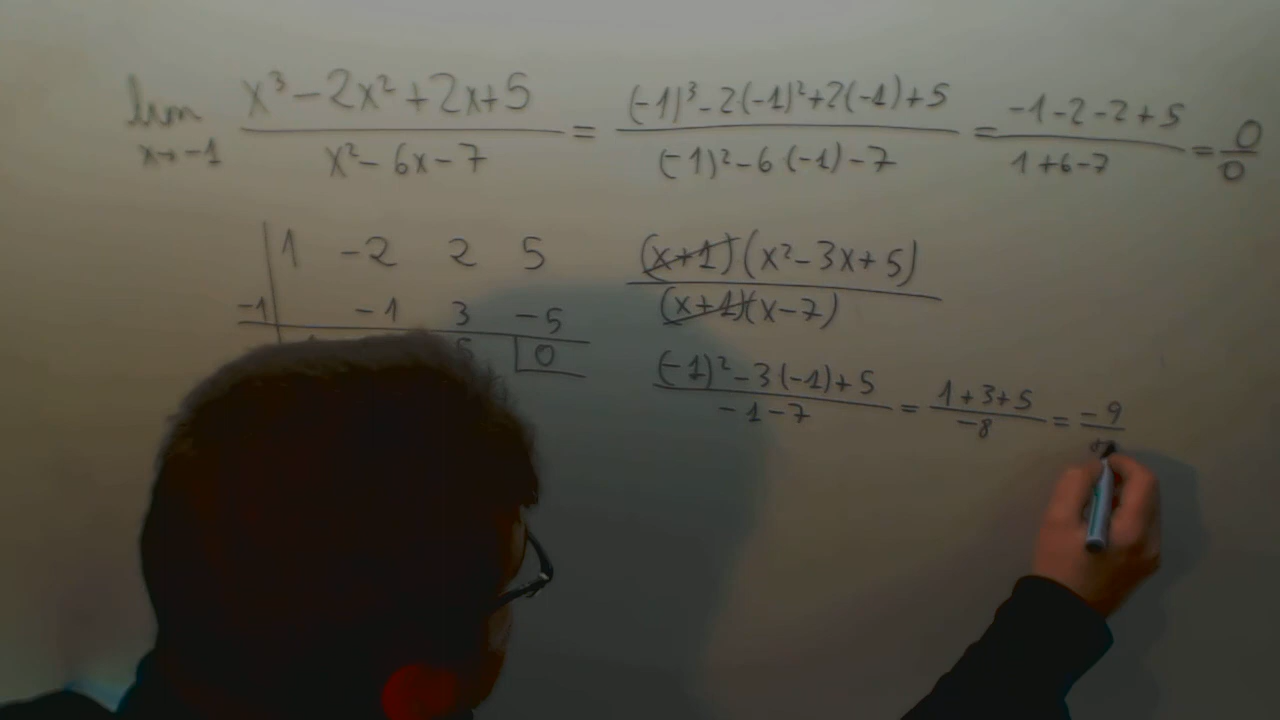 lim x³ − 2x² + 2x + 5 / x² − 6x − 7 = (−1)³ − 2(−1)² + 2(−1) + 5 / (−1)² − 6(−1) − 7 = −1 − 2 − 2 + 5 / 1 + 6 − 7 = 0 / 0
x → −1
1 −2 2 5
−1 −1 3 −5
5 0
(x+1)(x² − 3x + 5) / (x+1)(x − 7)
(−1)² − 3(−1) + 5 / −1 − 7 = 1 + 3 + 5 / −8 = −9